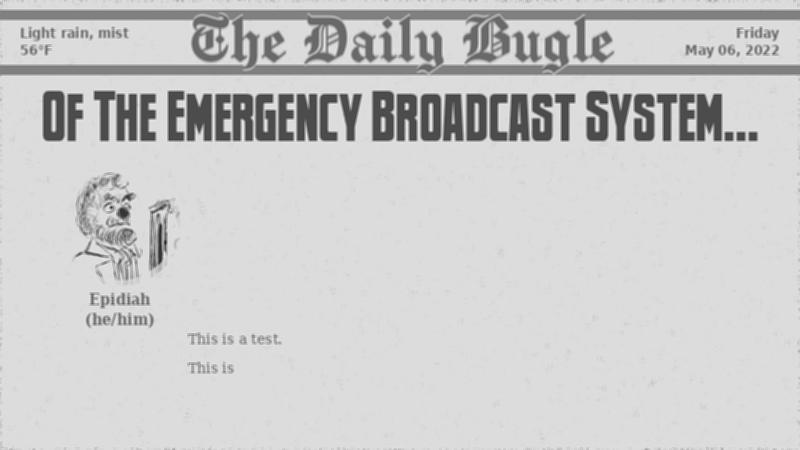 Light rain, mist
56°F
The Daily Bugle
Friday
May 06, 2022
Of The Emergency Broadcast System...
Epidiah
(he/him)
This is a test.
This is